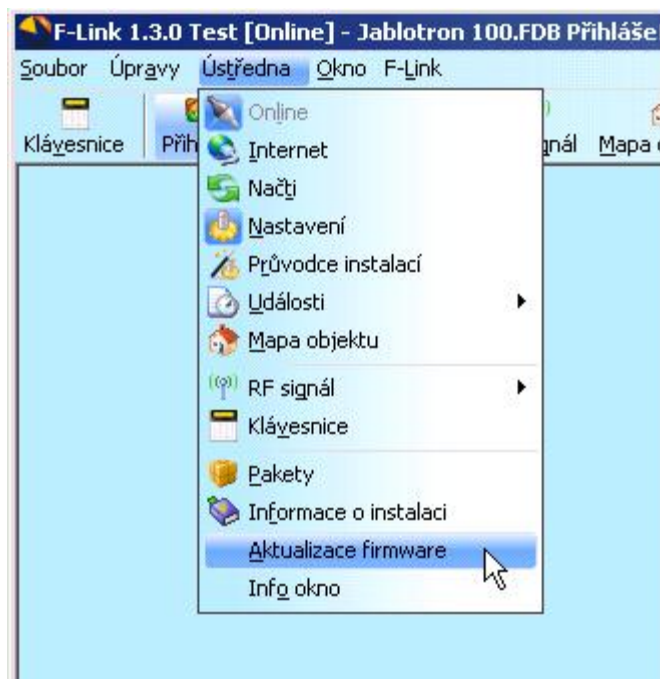 F-Link 1.3.0 Test [Online] - Jablotron 100.FDB Přihláše
Soubor Úpravy Ústředna Okno F-Link
Klávesnice Přih gnál Mapa
Online
Internet
Načti
Nastavení
Průvodce instalací
Události
Mapa objektu
RF signál
Klávesnice
Pakety
Informace o instalaci
Aktualizace firmware
Info okno